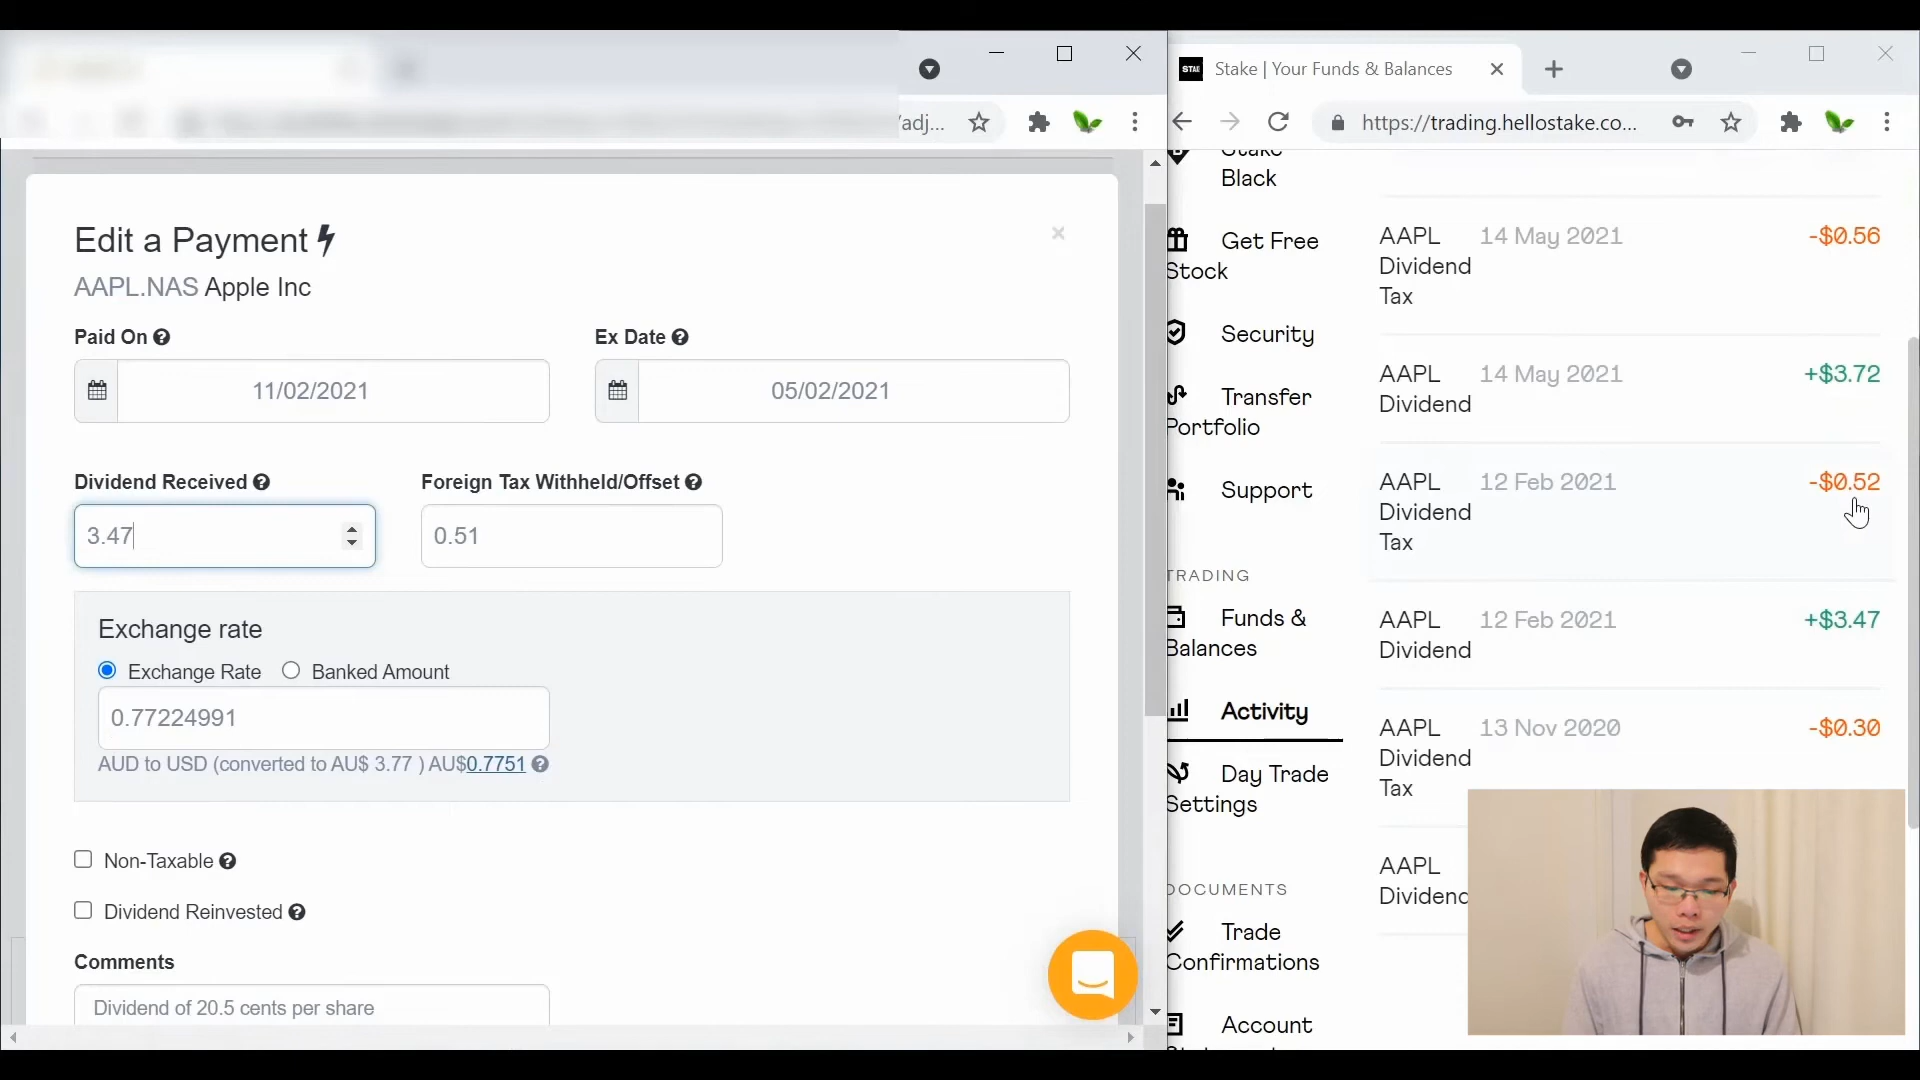 /adj...
Edit a Payment
AAPL.NAS Apple Inc
Paid On
Ex Date
11/02/2021
05/02/2021
Dividend Received
Foreign Tax Withheld/Offset
3.47
0.51
Exchange rate
Exchange Rate
Banked Amount
0.77224991
AUD to USD (converted to AU$ 3.77 ) AU$0.7751
Non-Taxable
Dividend Reinvested
Comments
Dividend of 20.5 cents per share
STAKE
Stake | Your Funds & Balances
https://trading.hellostake.co...
Stake
Black
Get Free
Stock
Security
Transfer
Portfolio
Support
TRADING
Funds &
Balances
Activity
Day Trade
Settings
DOCUMENTS
Trade
Confirmations
Account
AAPL 14 May 2021 -$0.56
Dividend
Tax
AAPL 14 May 2021 +$3.72
Dividend
AAPL 12 Feb 2021 -$0.52
Dividend
Tax
AAPL 12 Feb 2021 +$3.47
Dividend
AAPL 13 Nov 2020 -$0.30
Dividend
Tax
AAPL
Dividend